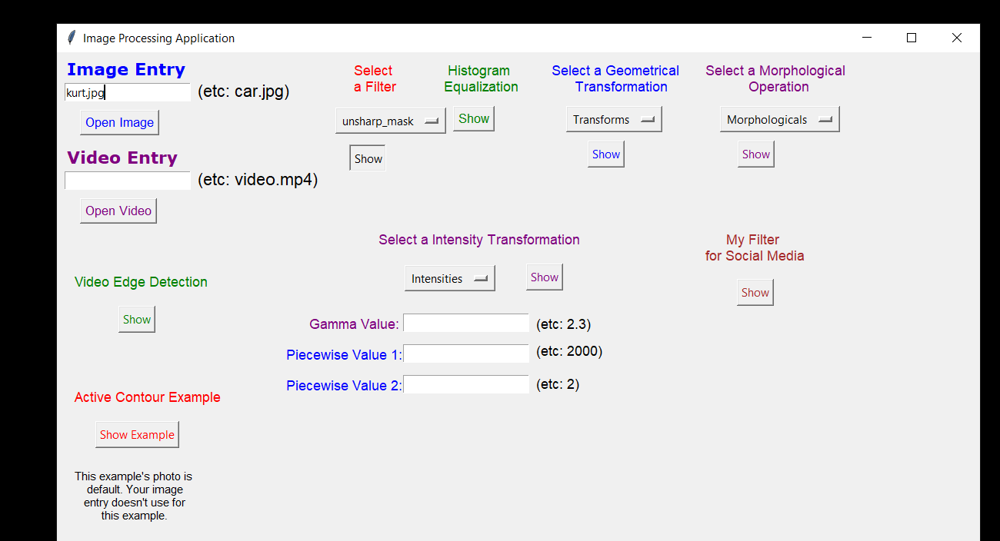 Image Processing Application
Image Entry
kurt.jpg
(etc: car.jpg)
Open Image
Video Entry
(etc: video.mp4)
Open Video
Select
a Filter
unsharp_mask
Show
Histogram
Equalization
Show
Select a Geometrical
Transformation
Transforms
Show
Select a Morphological
Operation
Morphologicals
Show
Video Edge Detection
Show
Select a Intensity Transformation
Intensities
Show
Gamma Value:
(etc: 2.3)
Piecewise Value 1:
(etc: 2000)
Piecewise Value 2:
(etc: 2)
My Filter
for Social Media
Show
Active Contour Example
Show Example
This example's photo is
default. Your image
entry doesn't use for
this example.